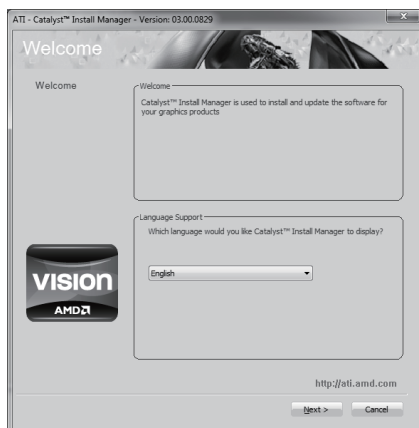 ATI - Catalyst™ Install Manager - Version: 03.00.0829
Welcome
Welcome
Welcome
Catalyst™ Install Manager is used to install and update the software for
your graphics products
Language Support
Which language would you like Catalyst™ Install Manager to display?
English
VISION
AMD
http://ati.amd.com
Next >
Cancel